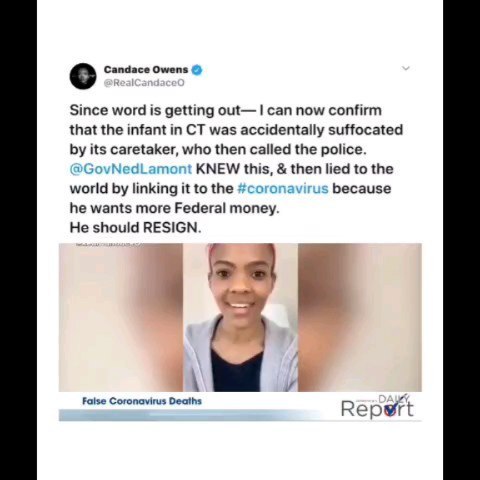 Candace Owens
@RealCandaceO
Since word is getting out— I can now confirm
that the infant in CT was accidentally suffocated
by its caretaker, who then called the police.
@GovNedLamont KNEW this, & then lied to the
world by linking it to the #coronavirus because
he wants more Federal money.
He should RESIGN.
False Coronavirus Deaths
DAILY
Report